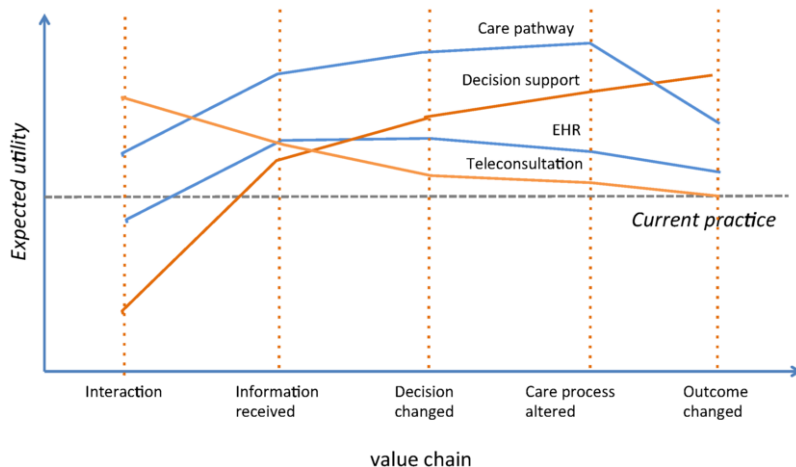 Care pathway
Decision support
EHR
Teleconsultation
Current practice
Expected utility
Interaction
Information
received
Decision
changed
Care process
altered
Outcome
changed
value chain